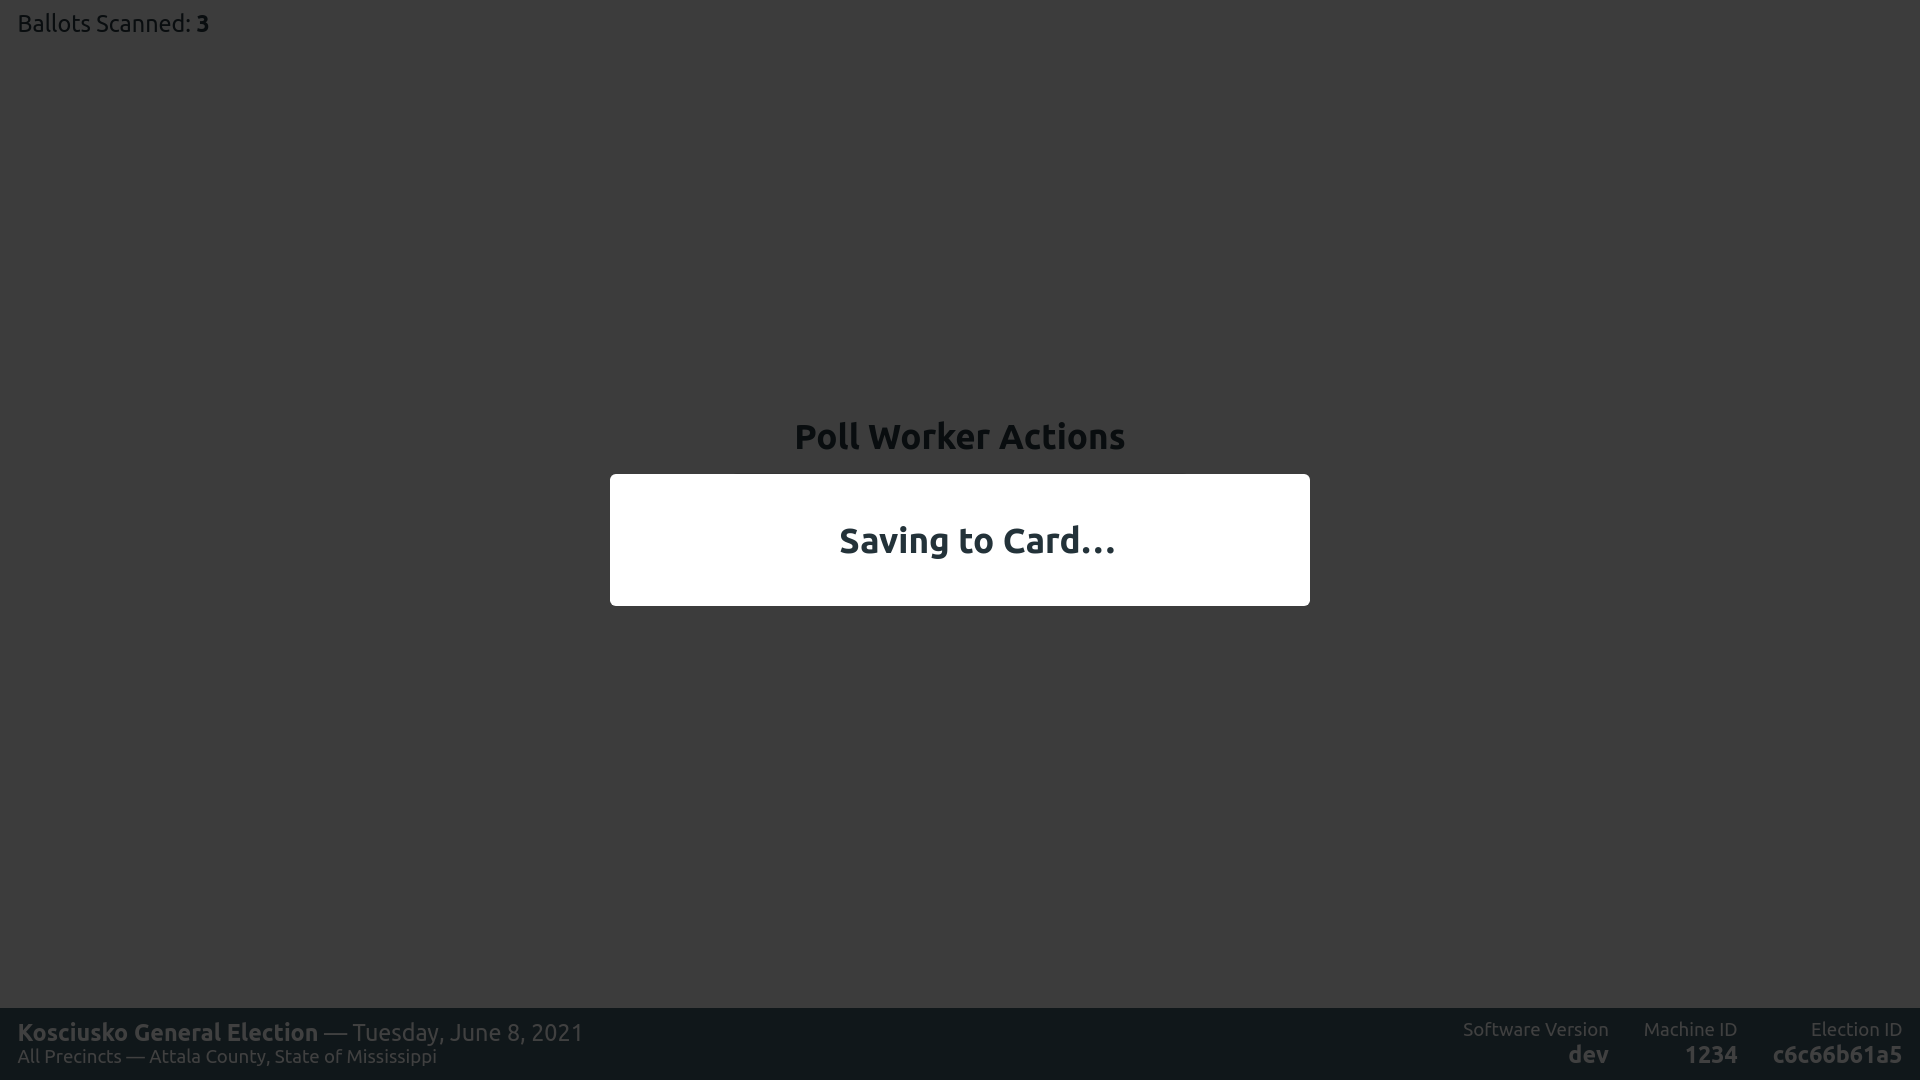 Ballots Scanned: 3
Poll Worker Actions
Saving to Card…
Kosciusko General Election — Tuesday, June 8, 2021
All Precincts — Attala County, State of Mississippi
Software Version
dev
Machine ID
1234
Election ID
c6c66b61a5